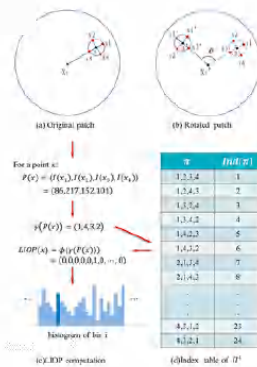 (a)Original patch
(b) Rotated patch
For a point x:
P(x) = (I(x₁), I(x₂), I(x₃), I(x₄))
= (86,217,152,101)
γ(P(x)) = (1,4,3,2)
LIOP(x) = φ(γ(P(x)))
= (0,0,0,0,0,1,0, ⋯, 0)
histogram of bin i
(c)LIOP computation
π Ind(π)
1,2,3,4 1
1,2,4,3 2
1,3,2,4 3
1,3,4,2 4
1,4,2,3 5
1,4,3,2 6
2,1,3,4 7
2,1,4,3 8
4,3,1,2 23
4,3,2,1 24
(d)Index table of Π⁴